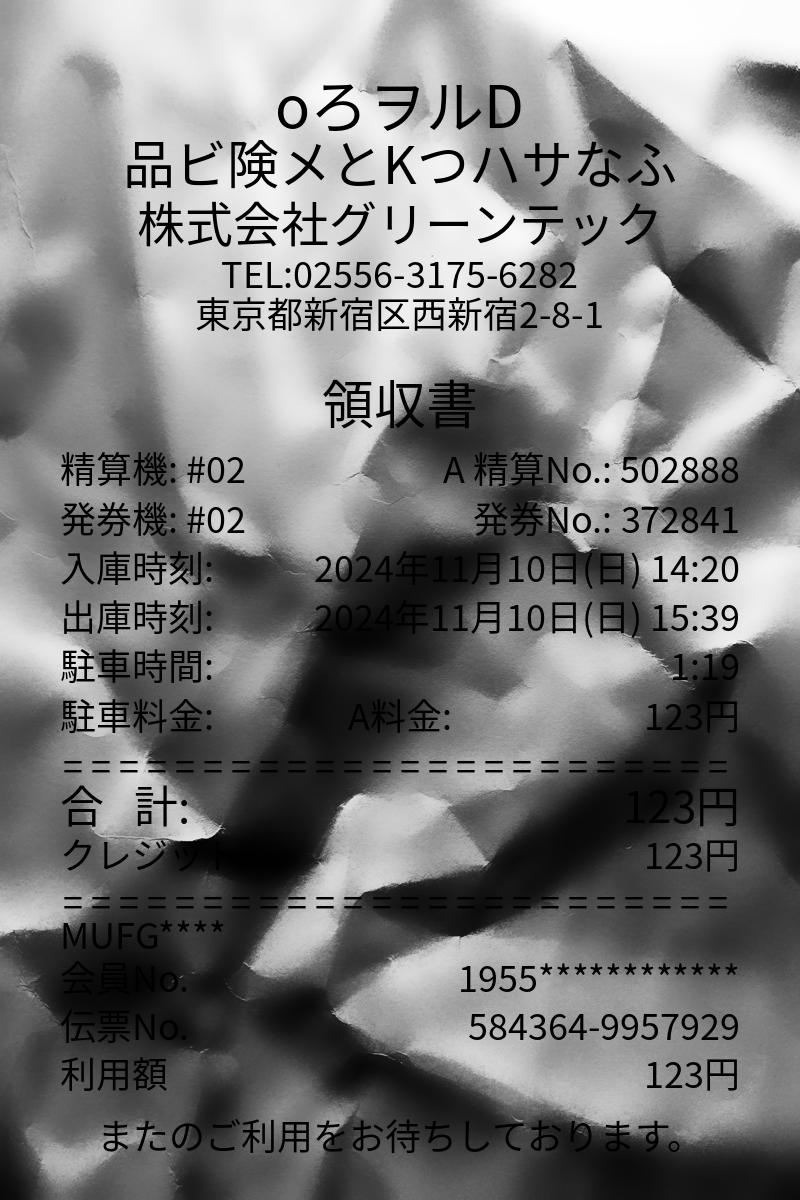 oろヲルD
品ビ険メとKつハサなふ
株式会社グリーンテック
TEL:02556-3175-6282
東京都新宿区西新宿2-8-1
領収書
精算機: #02 A 精算No.: 502888
発券機: #02 発券No.: 372841
入庫時刻: 2024年11月10日(日) 14:20
出庫時刻: 2024年11月10日(日) 15:39
駐車時間: 1:19
駐車料金: A料金: 123円
========================
合 計: 123円
クレジット 123円
========================
MUFG****
会員No. 1955************
伝票No. 584364-9957929
利用額 123円
またのご利用をお待ちしております。